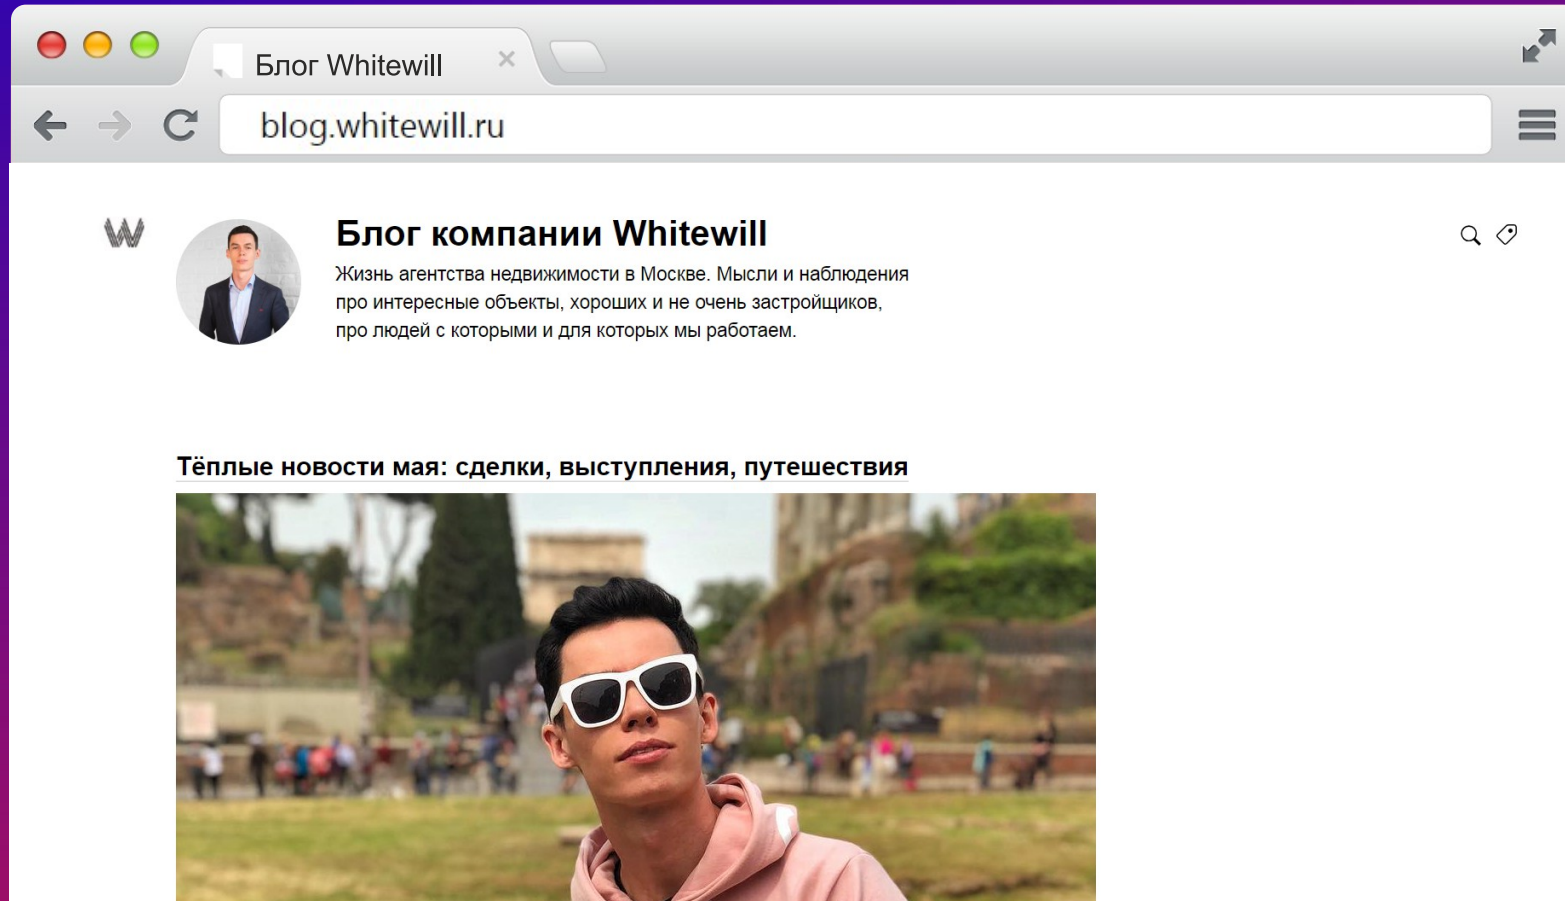 Блог Whitewill
blog.whitewill.ru
W
Блог компании Whitewill
Жизнь агентства недвижимости в Москве. Мысли и наблюдения
про интересные объекты, хороших и не очень застройщиков,
про людей с которыми и для которых мы работаем.
Тёплые новости мая: сделки, выступления, путешествия